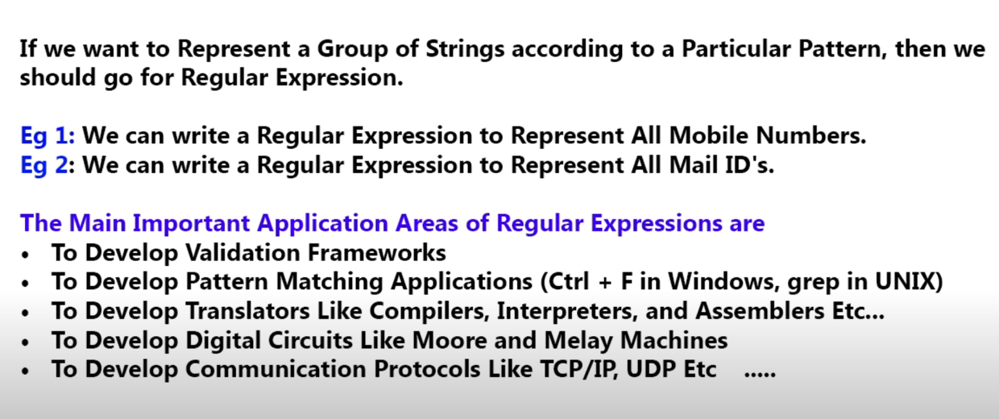 If we want to Represent a Group of Strings according to a Particular Pattern, then we
should go for Regular Expression.
Eg 1: We can write a Regular Expression to Represent All Mobile Numbers.
Eg 2: We can write a Regular Expression to Represent All Mail ID's.
The Main Important Application Areas of Regular Expressions are
• To Develop Validation Frameworks
• To Develop Pattern Matching Applications (Ctrl + F in Windows, grep in UNIX)
• To Develop Translators Like Compilers, Interpreters, and Assemblers Etc...
• To Develop Digital Circuits Like Moore and Melay Machines
• To Develop Communication Protocols Like TCP/IP, UDP Etc .....